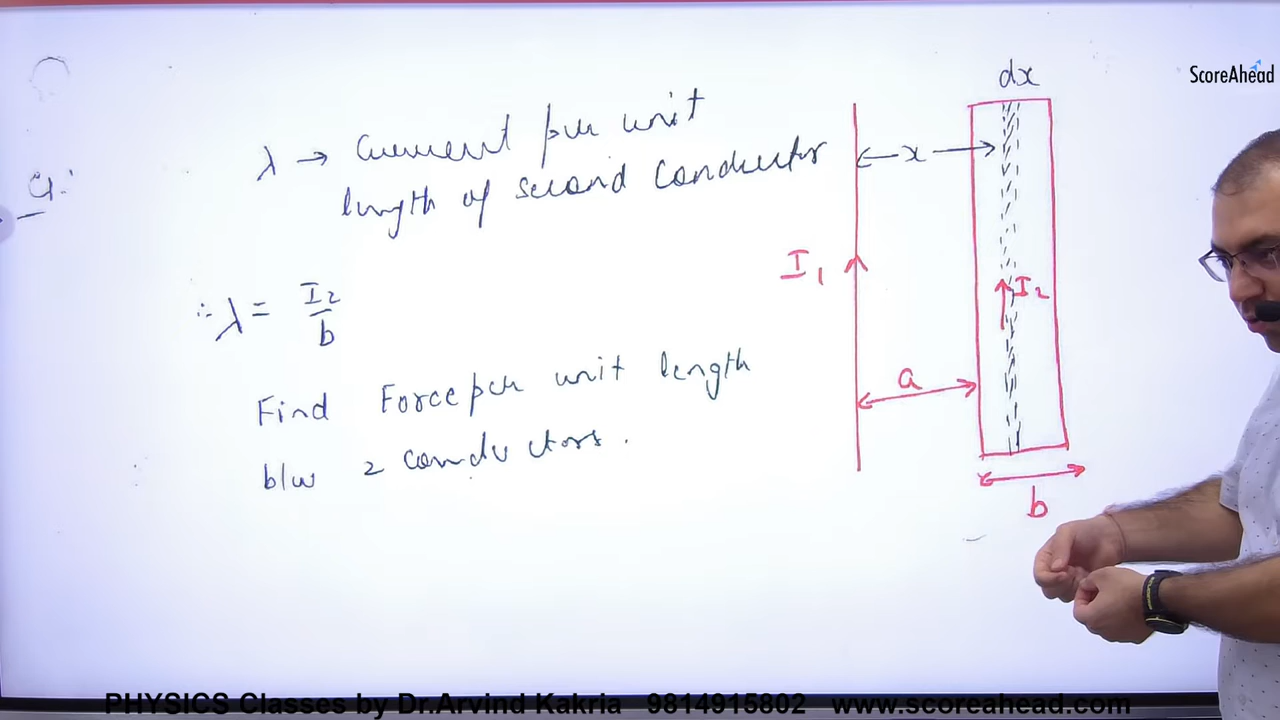 dx
ScoreAhead
λ → Current per unit
length of second conductor
x
Q:
I1
I2
∴ λ = I2/b
a
Find Force per unit length
b/w 2 conductors.
b
PHYSICS Classes by Dr.Arvind Kakria 9814915802 www.scoreahead.com